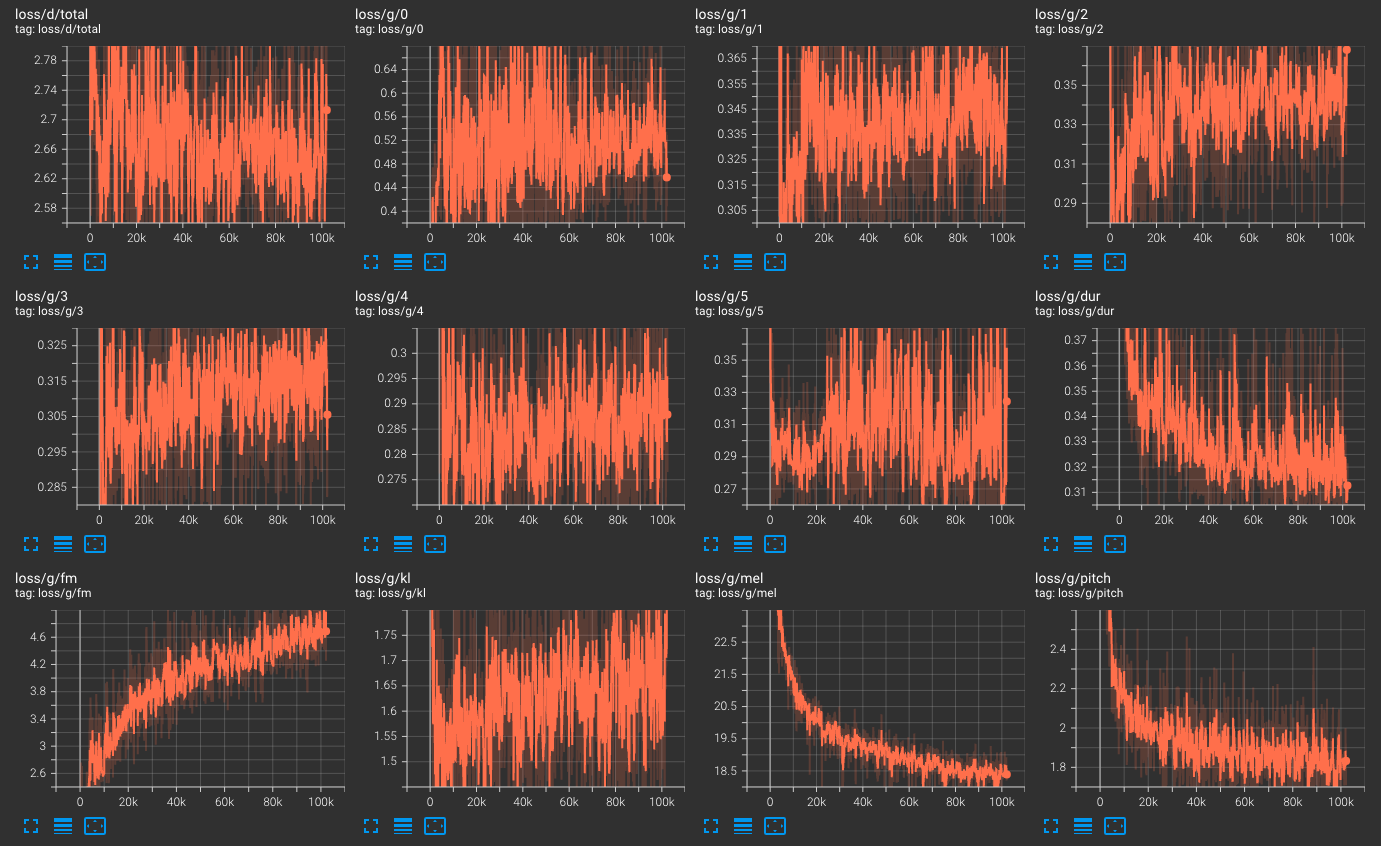 loss/d/total
tag: loss/d/total
2.78
2.74
2.7
2.66
2.62
2.58
0 20k 40k 60k 80k 100k
loss/g/0
tag: loss/g/0
0.64
0.6
0.56
0.52
0.48
0.44
0.4
0 20k 40k 60k 80k 100k
loss/g/1
tag: loss/g/1
0.365
0.355
0.345
0.335
0.325
0.315
0.305
0 20k 40k 60k 80k 100k
loss/g/2
tag: loss/g/2
0.35
0.33
0.31
0.29
0 20k 40k 60k 80k 100k
loss/g/3
tag: loss/g/3
0.325
0.315
0.305
0.295
0.285
0 20k 40k 60k 80k 100k
loss/g/4
tag: loss/g/4
0.3
0.295
0.29
0.285
0.28
0.275
0 20k 40k 60k 80k 100k
loss/g/5
tag: loss/g/5
0.35
0.33
0.31
0.29
0.27
0 20k 40k 60k 80k 100k
loss/g/dur
tag: loss/g/dur
0.37
0.36
0.35
0.34
0.33
0.32
0.31
0 20k 40k 60k 80k 100k
loss/g/fm
tag: loss/g/fm
4.6
4.2
3.8
3.4
3
2.6
0 20k 40k 60k 80k 100k
loss/g/kl
tag: loss/g/kl
1.75
1.7
1.65
1.6
1.55
1.5
0 20k 40k 60k 80k 100k
loss/g/mel
tag: loss/g/mel
22.5
21.5
20.5
19.5
18.5
0 20k 40k 60k 80k 100k
loss/g/pitch
tag: loss/g/pitch
2.4
2.2
2
1.8
0 20k 40k 60k 80k 100k